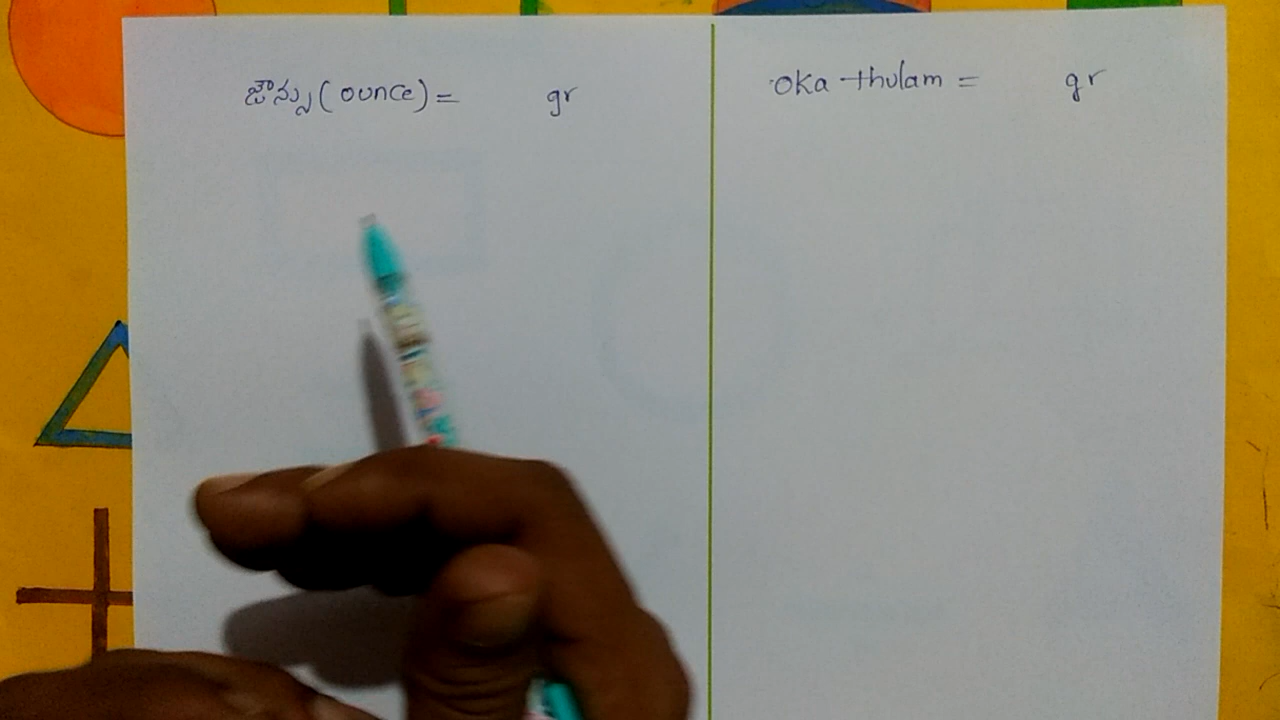 ఔన్సు (ounce) = gr
oka thulam = gr